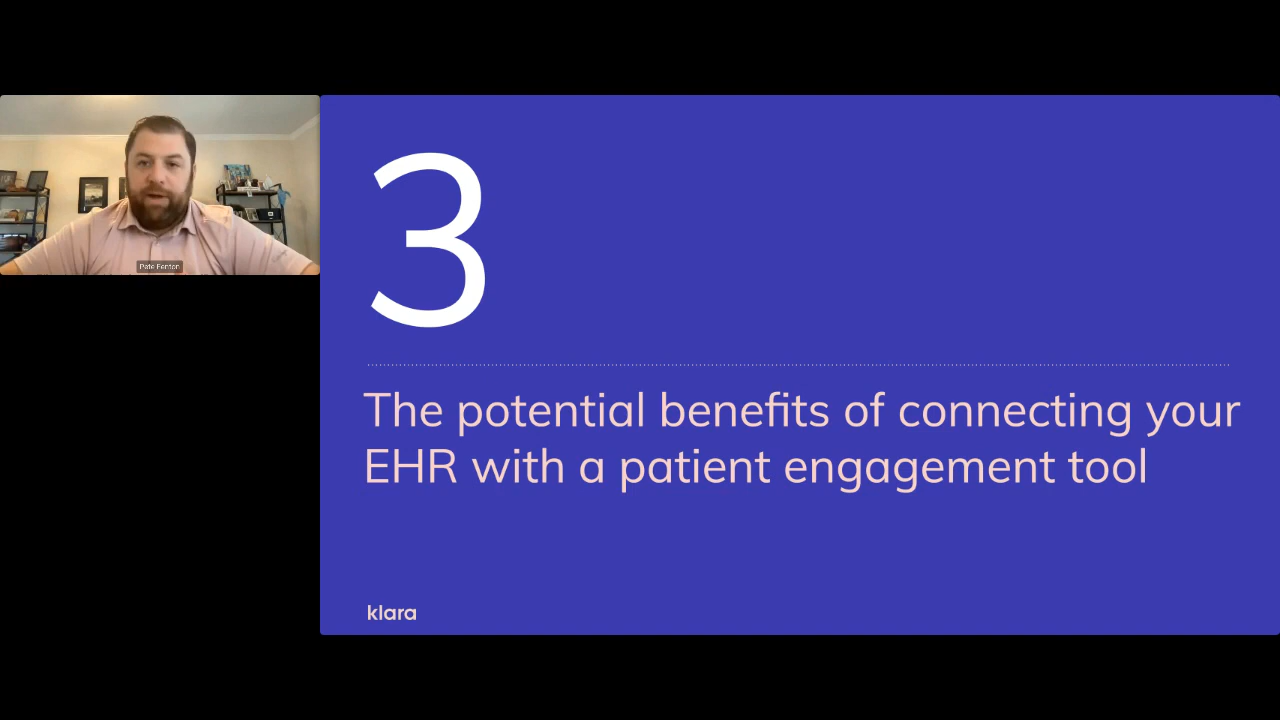 Pete Fenton
3
The potential benefits of connecting your
EHR with a patient engagement tool
klara